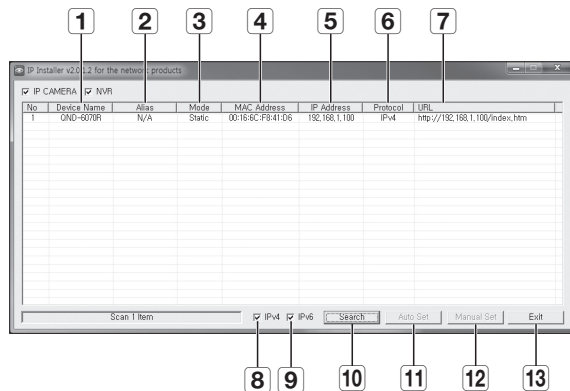 1 2 3 4 5 6 7
IP Installer v2.0.1.2 for the network products
IP CAMERA NVR
No Device Name Alias Mode MAC Address IP Address Protocol URL
1 QND-6070R N/A Static 00:16:6C:F8:41:D6 192,168,1,100 IPv4 http://192,168,1,100/index,htm
Scan 1 Item IPv4 IPv6 Search Auto Set Manual Set Exit
8 9 10 11 12 13